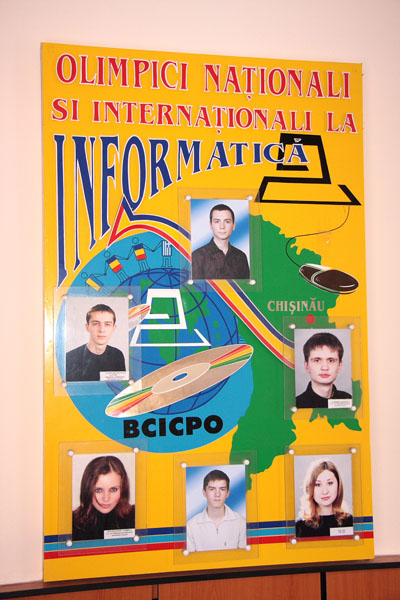 OLIMPICI NAȚIONALI
SI INTERNAȚIONALI LA
INFORMATICĂ
CHIȘINĂU
BCICPO